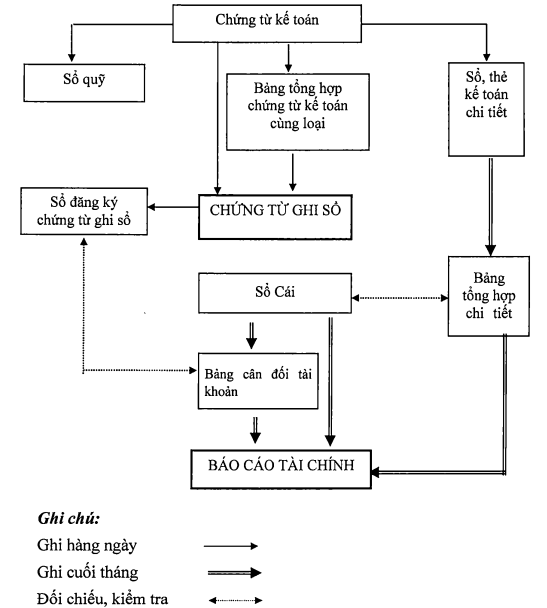 Chứng từ kế toán
Sổ quỹ
Bảng tổng hợp
chứng từ kế toán
cùng loại
Sổ, thẻ
kế toán
chi tiết
Sổ đăng ký
chứng từ ghi sổ
CHỨNG TỪ GHI SỔ
Sổ Cái
Bảng
tổng hợp
chi tiết
Bảng cân đối tài
khoản
BÁO CÁO TÀI CHÍNH
Ghi chú:
Ghi hàng ngày
Ghi cuối tháng
Đối chiếu, kiểm tra